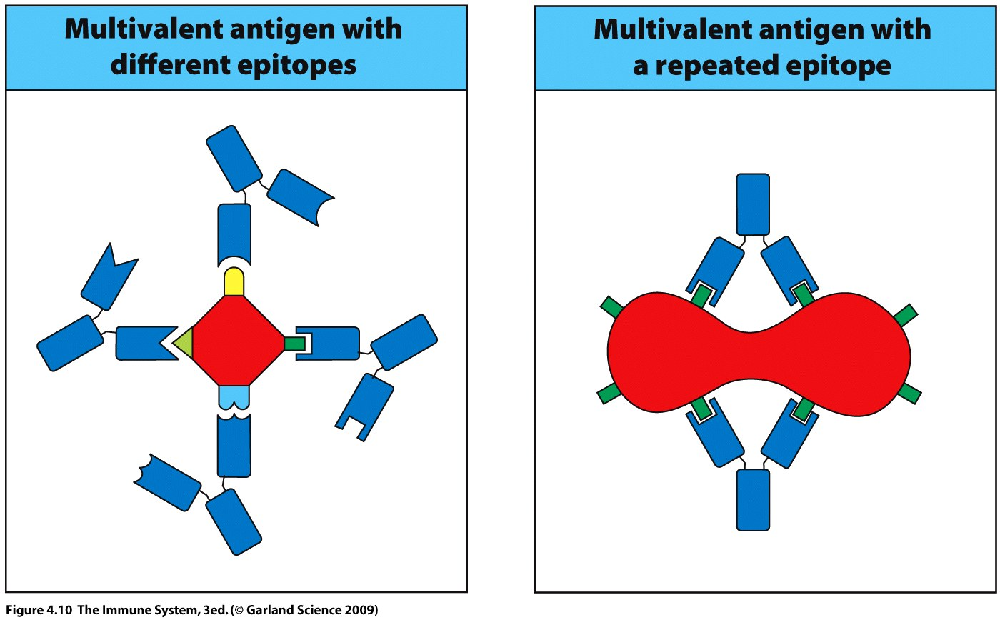 Multivalent antigen with
different epitopes
Multivalent antigen with
a repeated epitope
Figure 4.10 The Immune System, 3ed. (© Garland Science 2009)